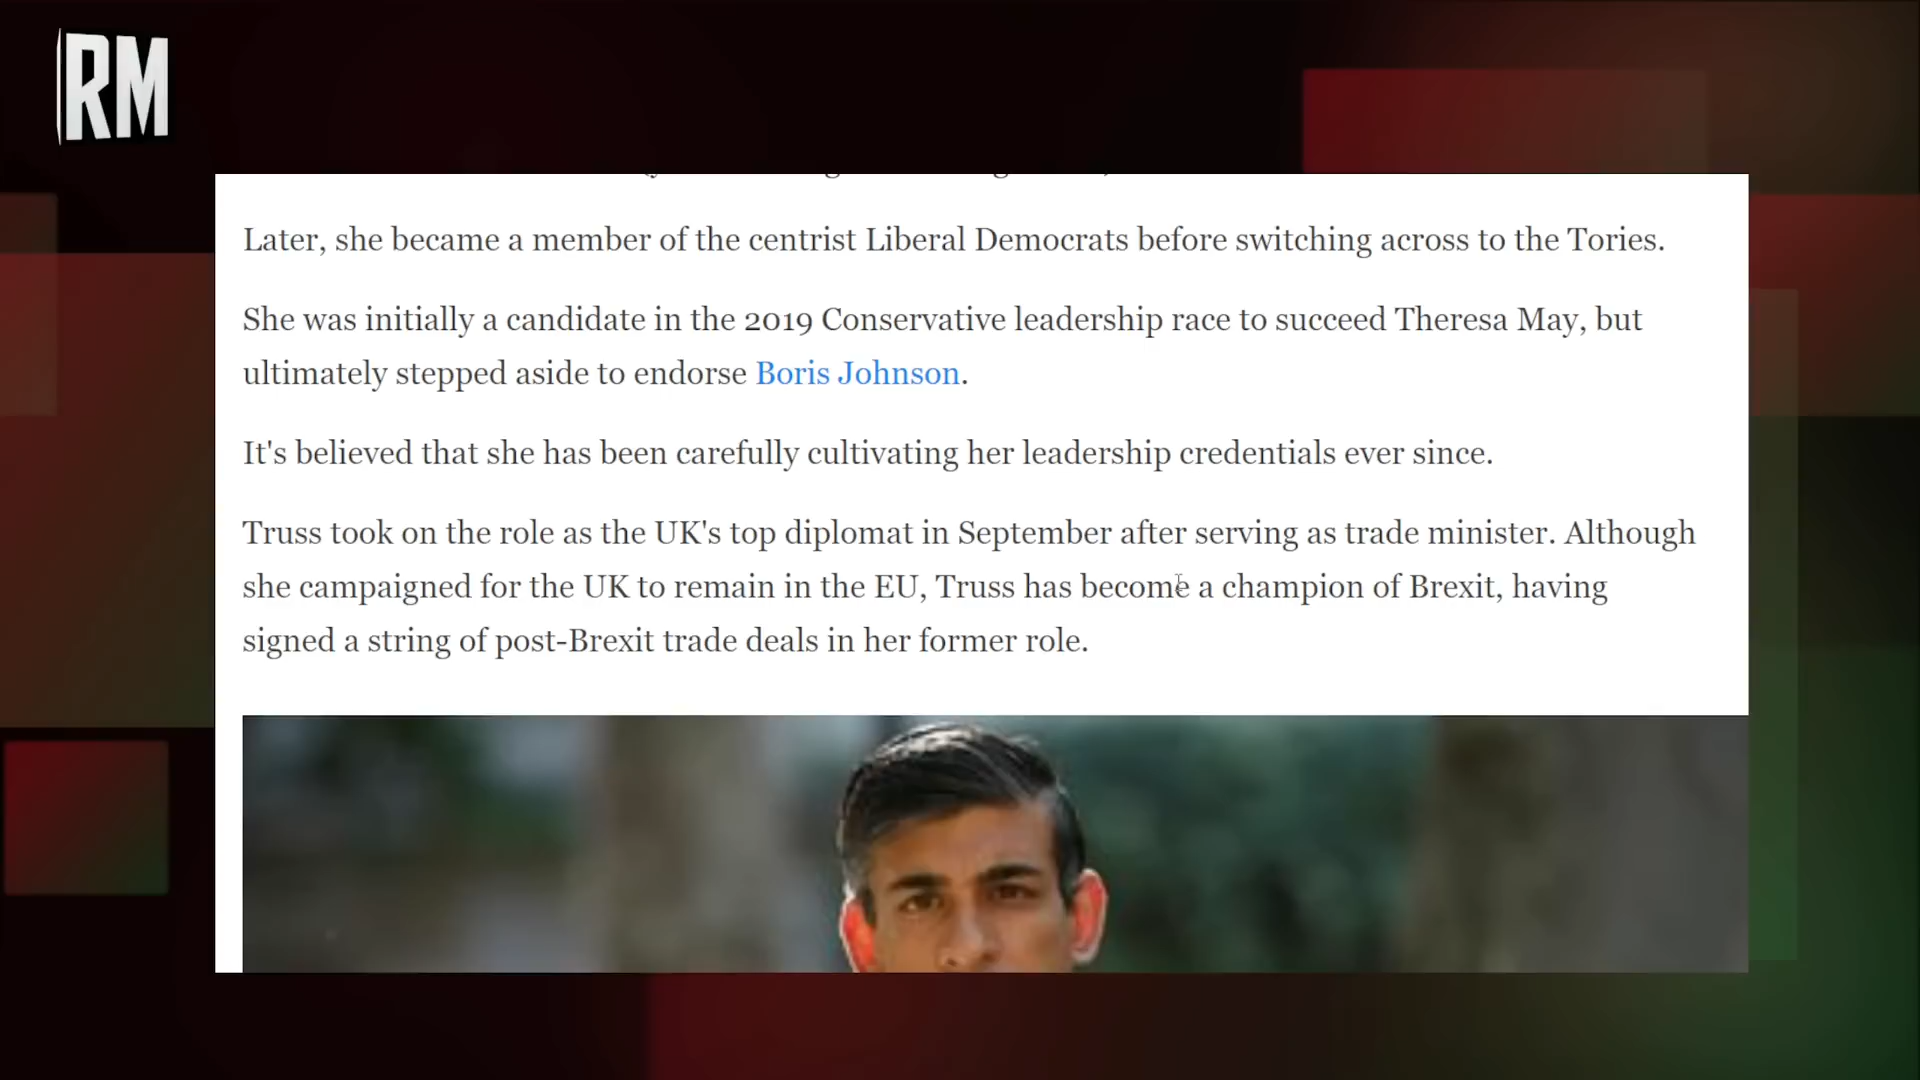 RM
Later, she became a member of the centrist Liberal Democrats before switching across to the Tories.
She was initially a candidate in the 2019 Conservative leadership race to succeed Theresa May, but
ultimately stepped aside to endorse Boris Johnson.
It's believed that she has been carefully cultivating her leadership credentials ever since.
Truss took on the role as the UK's top diplomat in September after serving as trade minister. Although
she campaigned for the UK to remain in the EU, Truss has become a champion of Brexit, having
signed a string of post-Brexit trade deals in her former role.